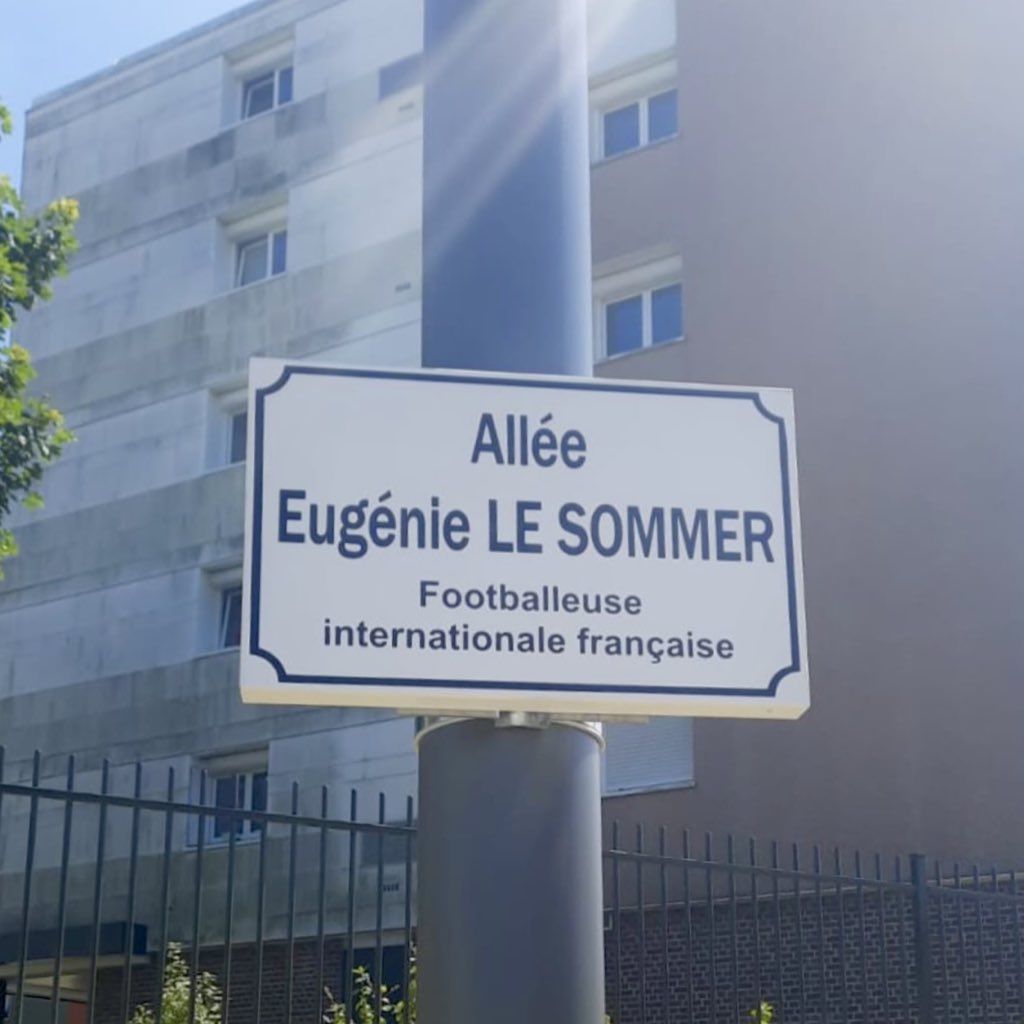 Allée
Eugénie LE SOMMER
Footballeuse
internationale française